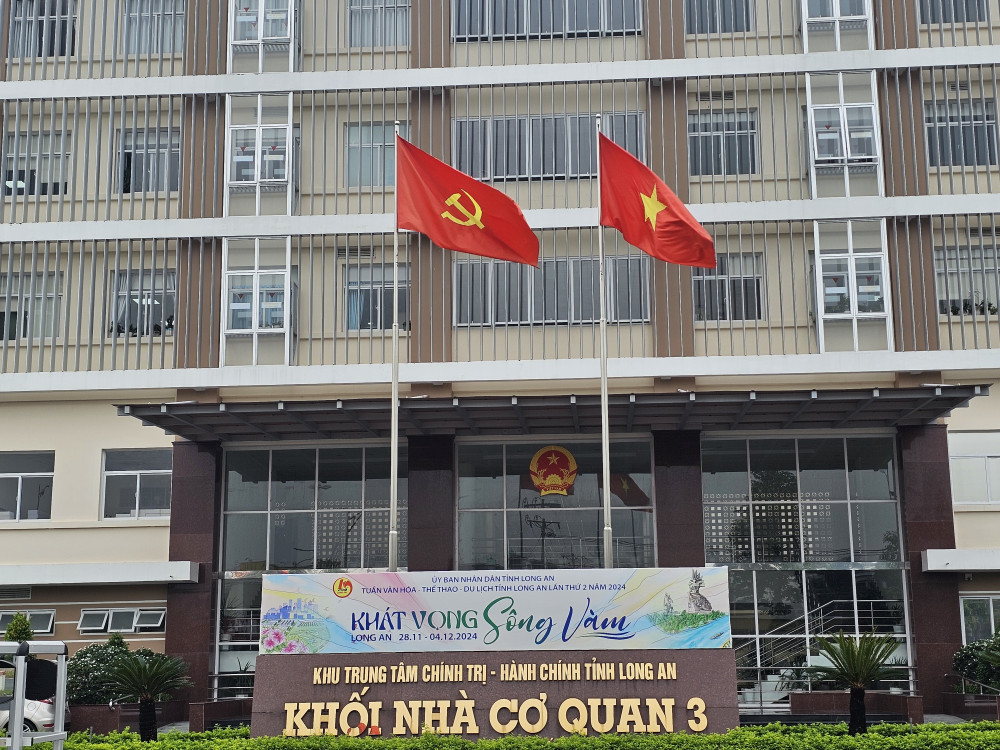 ỦY BAN NHÂN DÂN TỈNH LONG AN
TUẦN VĂN HÓA - THỂ THAO - DU LỊCH TỈNH LONG AN LẦN THỨ 2 NĂM 2024
KHÁT VỌNG Sông Vàm
LONG AN 28.11 - 04.12.2024
KHU TRUNG TÂM CHÍNH TRỊ - HÀNH CHÍNH TỈNH LONG AN
KHỐI NHÀ CƠ QUAN 3